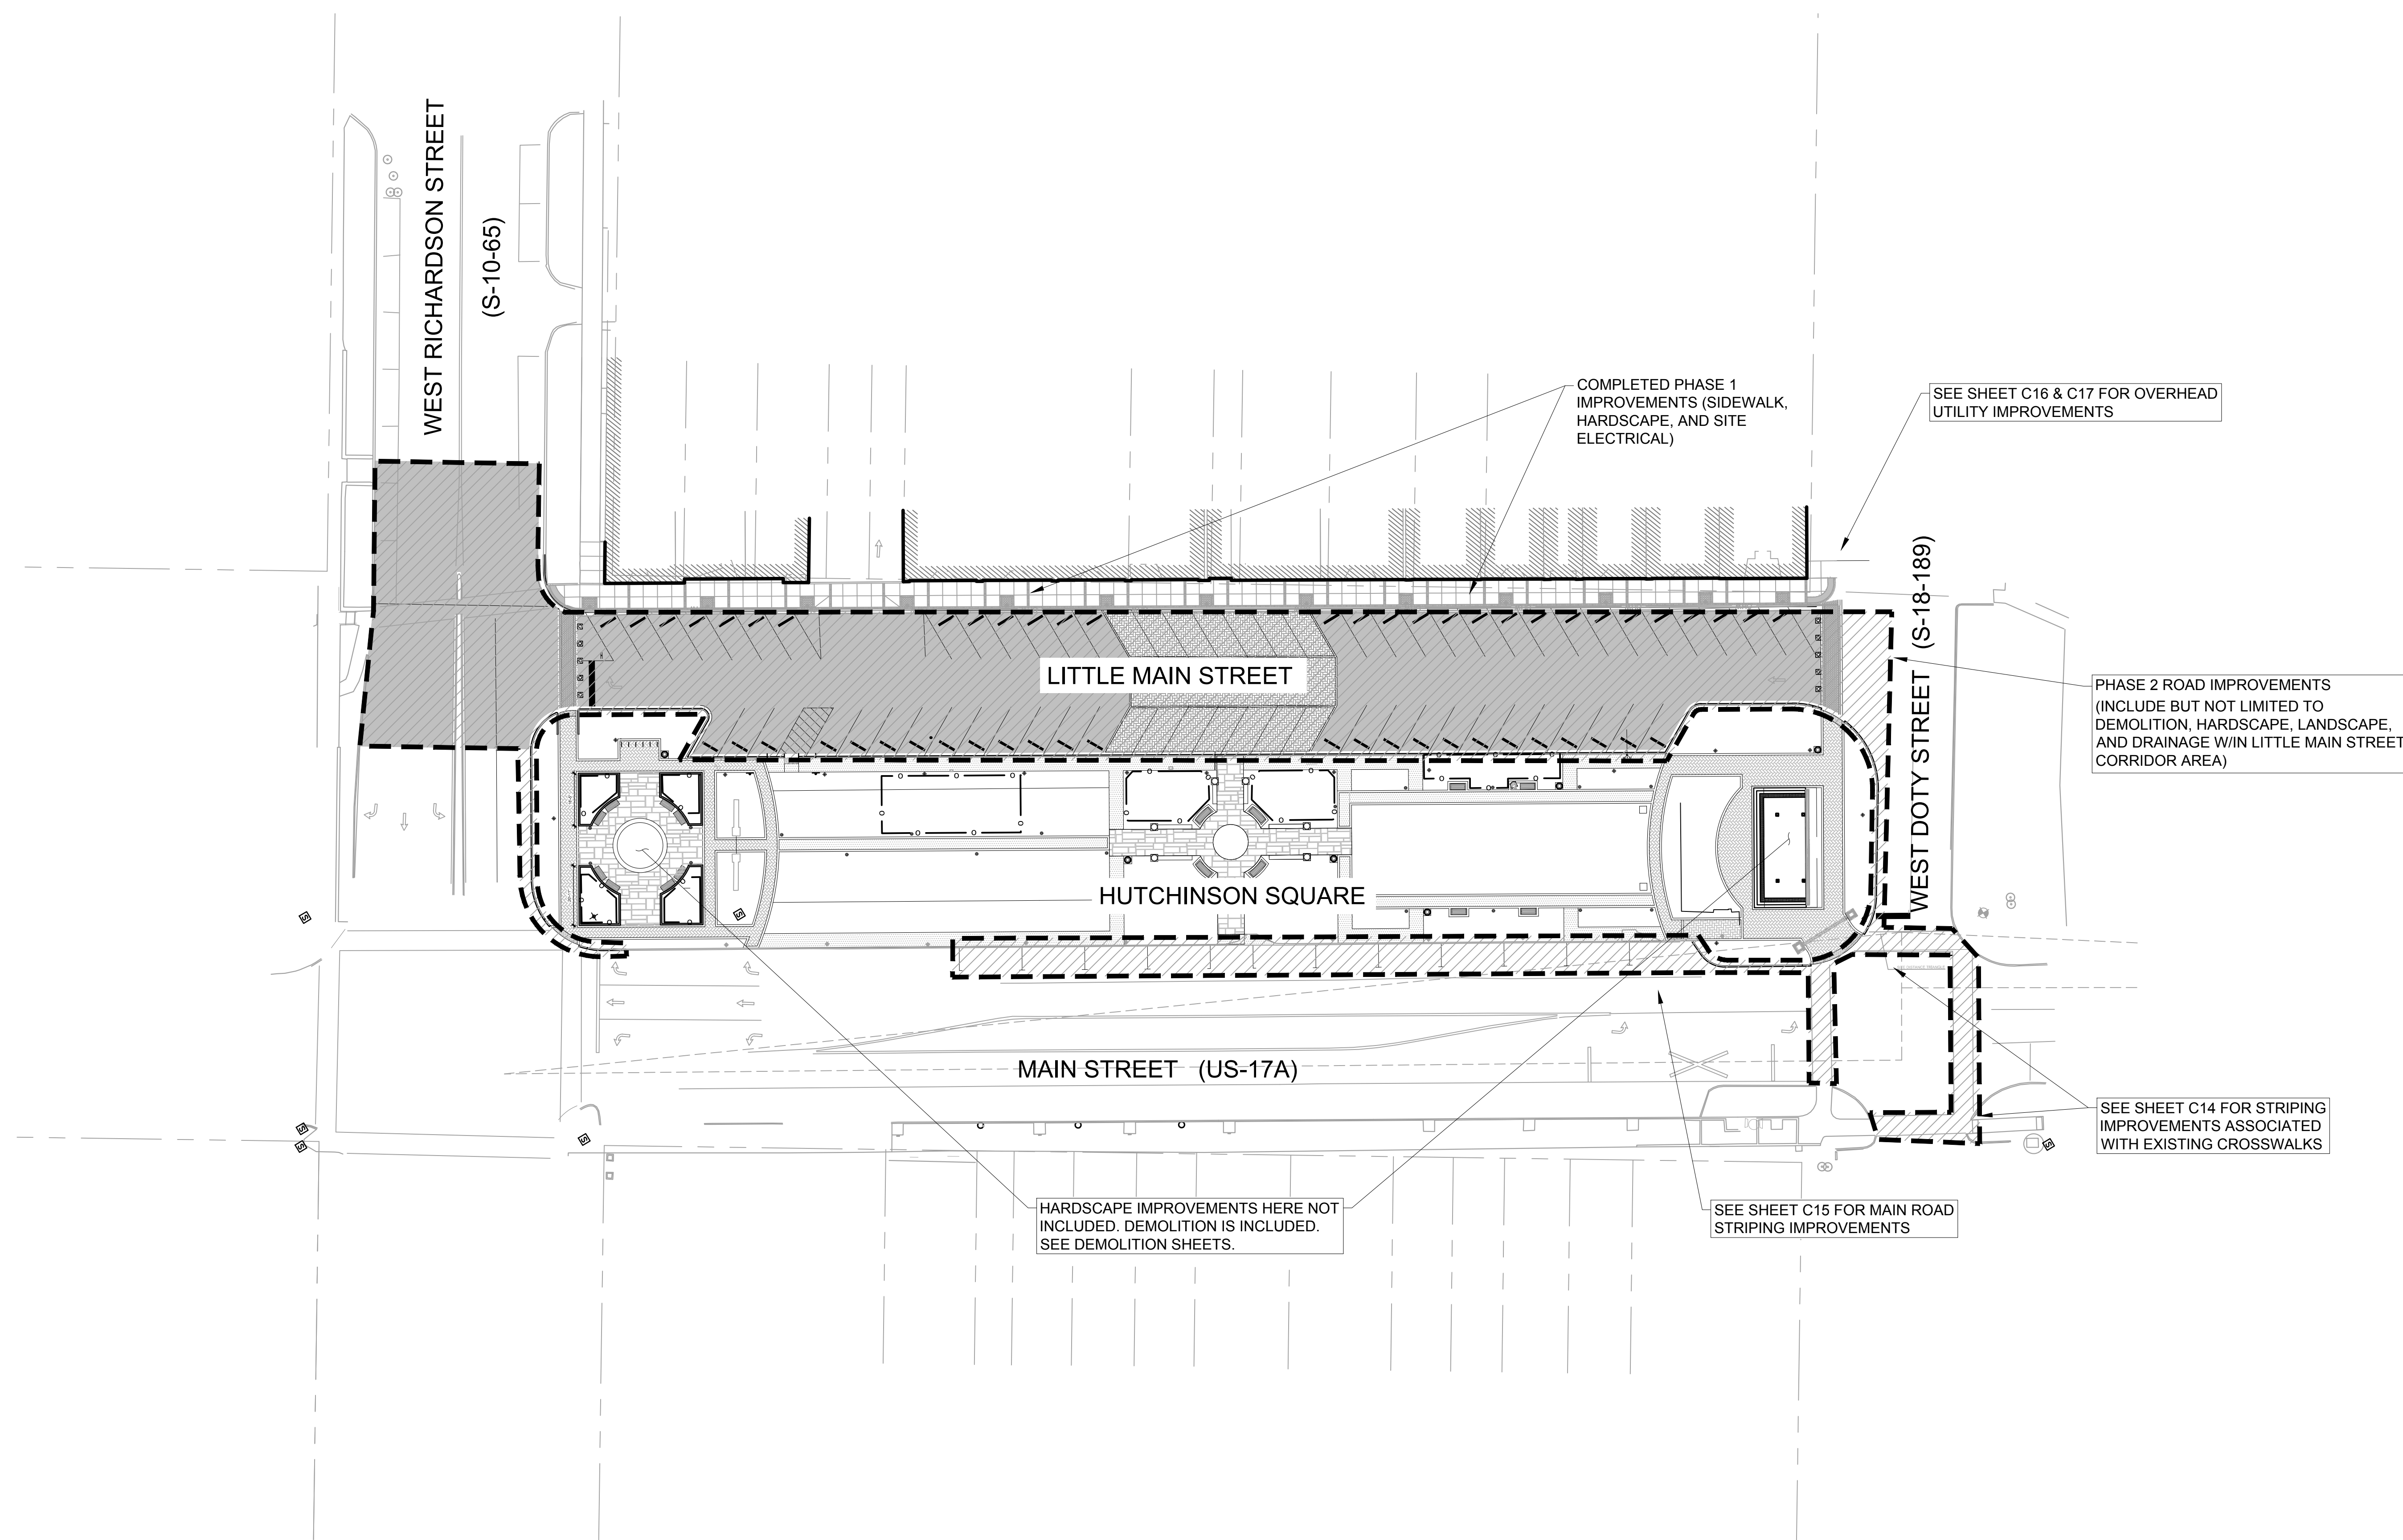 WEST RICHARDSON STREET
(S-10-65)
COMPLETED PHASE 1
IMPROVEMENTS (SIDEWALK,
HARDSCAPE, AND SITE
ELECTRICAL)
SEE SHEET C16 & C17 FOR OVERHEAD
UTILITY IMPROVEMENTS
WEST DOTY STREET (S-18-189)
LITTLE MAIN STREET
PHASE 2 ROAD IMPROVEMENTS
(INCLUDE BUT NOT LIMITED TO
DEMOLITION, HARDSCAPE, LANDSCAPE,
AND DRAINAGE W/IN LITTLE MAIN STREET
CORRIDOR AREA)
HUTCHINSON SQUARE
MAIN STREET (US-17A)
SEE SHEET C14 FOR STRIPING
IMPROVEMENTS ASSOCIATED
WITH EXISTING CROSSWALKS
HARDSCAPE IMPROVEMENTS HERE NOT
INCLUDED. DEMOLITION IS INCLUDED.
SEE DEMOLITION SHEETS.
SEE SHEET C15 FOR MAIN ROAD
STRIPING IMPROVEMENTS
S
S
S
S
S
S